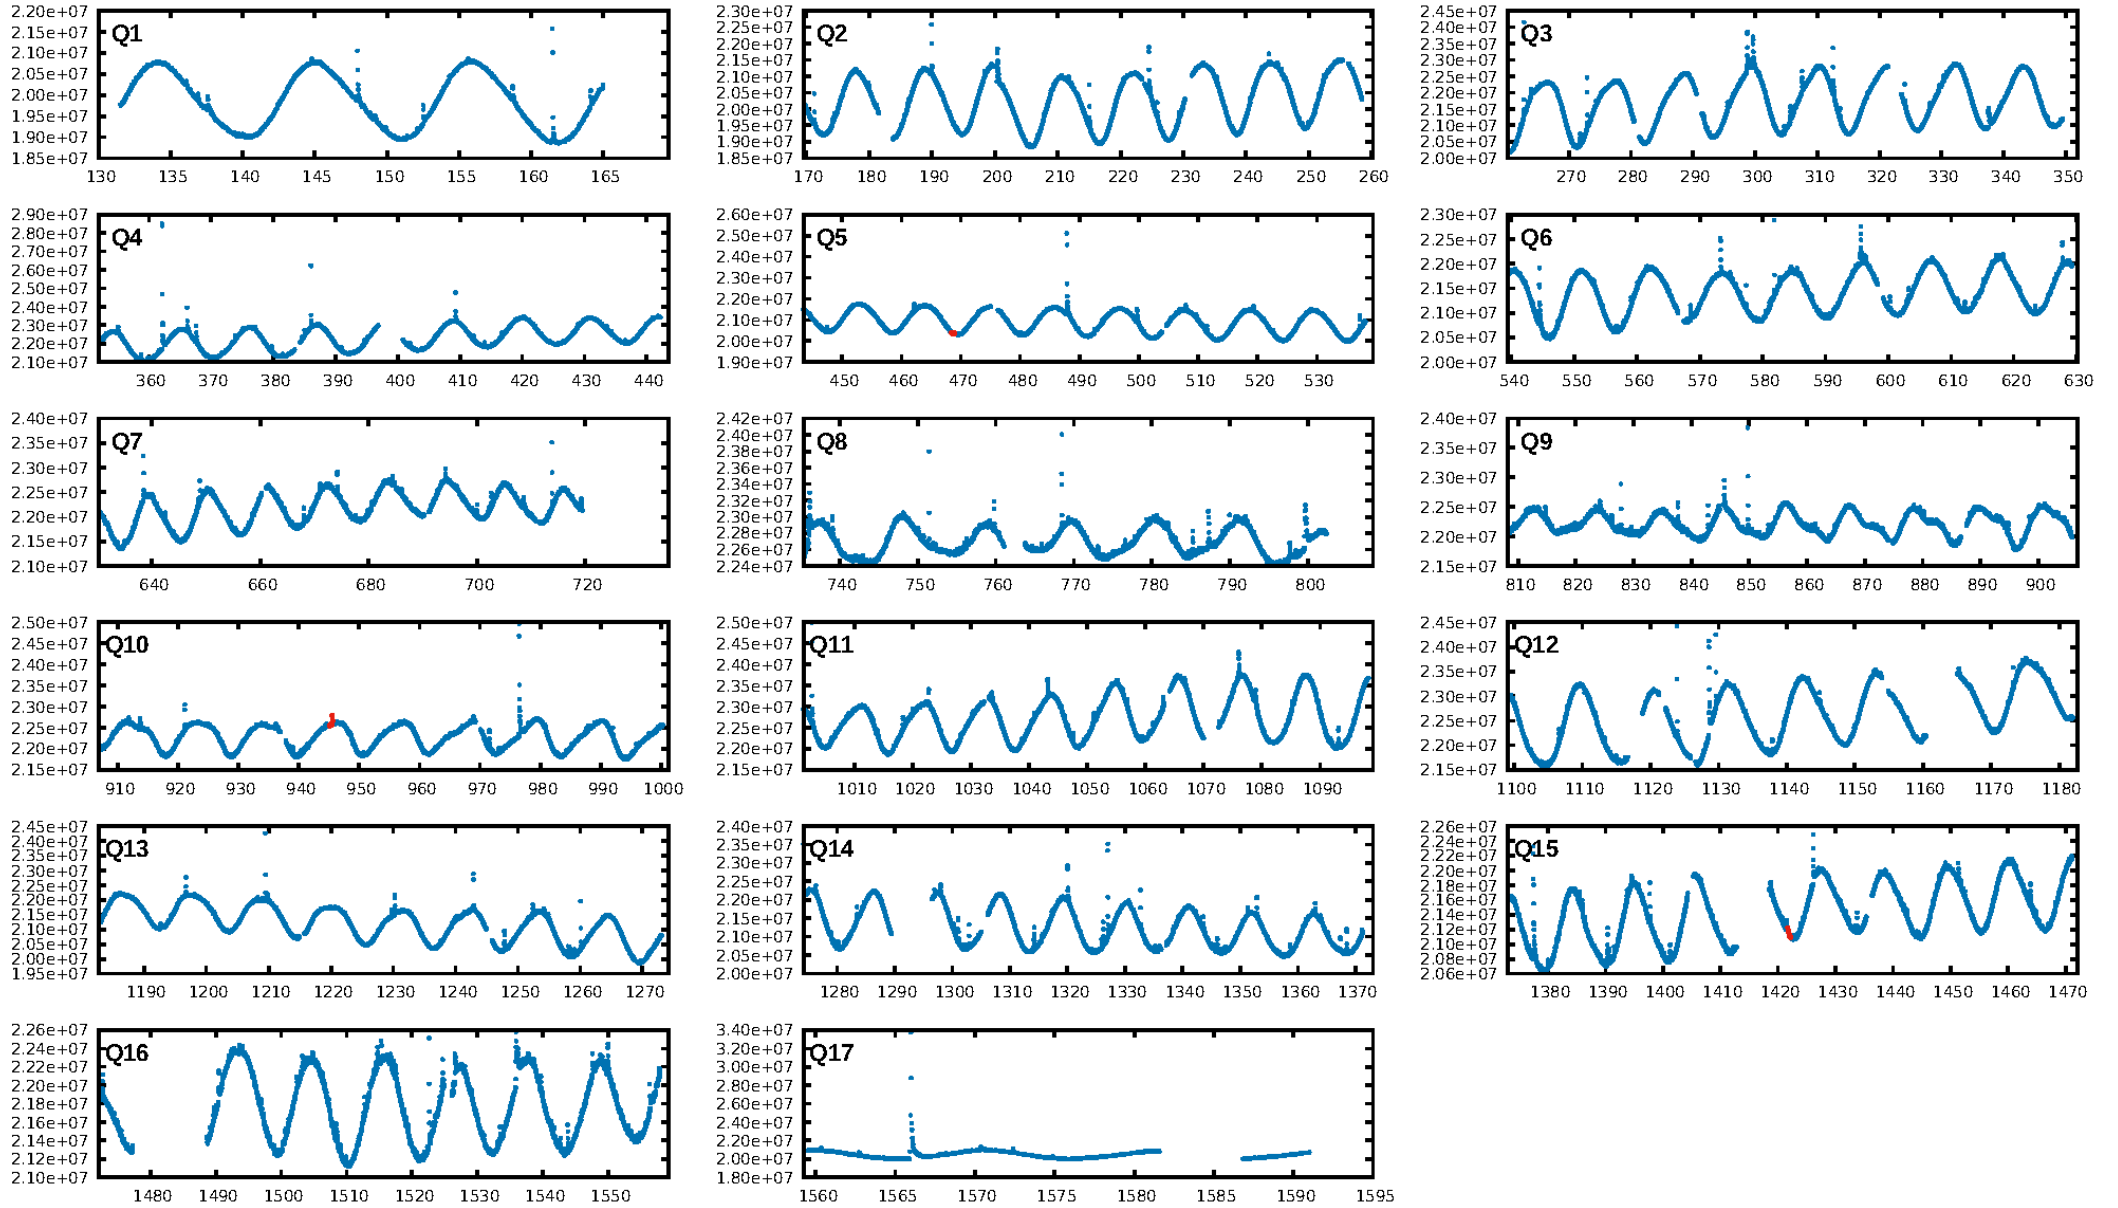 2.20e+07
2.15e+07
2.10e+07
2.05e+07
2.00e+07
1.95e+07
1.90e+07
1.85e+07
Q1
130 135 140 145 150 155 160 165
2.30e+07
2.25e+07
2.20e+07
2.15e+07
2.10e+07
2.05e+07
2.00e+07
1.95e+07
1.90e+07
1.85e+07
Q2
170 180 190 200 210 220 230 240 250 260
2.45e+07
2.40e+07
2.35e+07
2.30e+07
2.25e+07
2.20e+07
2.15e+07
2.10e+07
2.05e+07
2.00e+07
Q3
270 280 290 300 310 320 330 340 350
2.90e+07
2.80e+07
2.70e+07
2.60e+07
2.50e+07
2.40e+07
2.30e+07
2.20e+07
2.10e+07
Q4
360 370 380 390 400 410 420 430 440
2.60e+07
2.50e+07
2.40e+07
2.30e+07
2.20e+07
2.10e+07
2.00e+07
1.90e+07
Q5
450 460 470 480 490 500 510 520 530
2.30e+07
2.25e+07
2.20e+07
2.15e+07
2.10e+07
2.05e+07
2.00e+07
Q6
540 550 560 570 580 590 600 610 620 630
2.40e+07
2.35e+07
2.30e+07
2.25e+07
2.20e+07
2.15e+07
2.10e+07
Q7
640 660 680 700 720
2.42e+07
2.40e+07
2.38e+07
2.36e+07
2.34e+07
2.32e+07
2.30e+07
2.28e+07
2.26e+07
2.24e+07
Q8
740 750 760 770 780 790 800
2.40e+07
2.35e+07
2.30e+07
2.25e+07
2.20e+07
2.15e+07
Q9
810 820 830 840 850 860 870 880 890 900
2.50e+07
2.45e+07
2.40e+07
2.35e+07
2.30e+07
2.25e+07
2.20e+07
2.15e+07
Q10
910 920 930 940 950 960 970 980 990 1000
2.50e+07
2.45e+07
2.40e+07
2.35e+07
2.30e+07
2.25e+07
2.20e+07
2.15e+07
Q11
1010 1020 1030 1040 1050 1060 1070 1080 1090
2.45e+07
2.40e+07
2.35e+07
2.30e+07
2.25e+07
2.20e+07
2.15e+07
Q12
1100 1110 1120 1130 1140 1150 1160 1170 1180
2.45e+07
2.40e+07
2.35e+07
2.30e+07
2.25e+07
2.20e+07
2.15e+07
2.10e+07
2.05e+07
2.00e+07
1.95e+07
Q13
1190 1200 1210 1220 1230 1240 1250 1260 1270
2.40e+07
2.35e+07
2.30e+07
2.25e+07
2.20e+07
2.15e+07
2.10e+07
2.05e+07
2.00e+07
Q14
1280 1290 1300 1310 1320 1330 1340 1350 1360 1370
2.26e+07
2.24e+07
2.22e+07
2.20e+07
2.18e+07
2.16e+07
2.14e+07
2.12e+07
2.10e+07
2.08e+07
2.06e+07
Q15
1380 1390 1400 1410 1420 1430 1440 1450 1460 1470
2.26e+07
2.24e+07
2.22e+07
2.20e+07
2.18e+07
2.16e+07
2.14e+07
2.12e+07
2.10e+07
Q16
1480 1490 1500 1510 1520 1530 1540 1550
3.40e+07
3.20e+07
3.00e+07
2.80e+07
2.60e+07
2.40e+07
2.20e+07
2.00e+07
1.80e+07
Q17
1560 1565 1570 1575 1580 1585 1590 1595